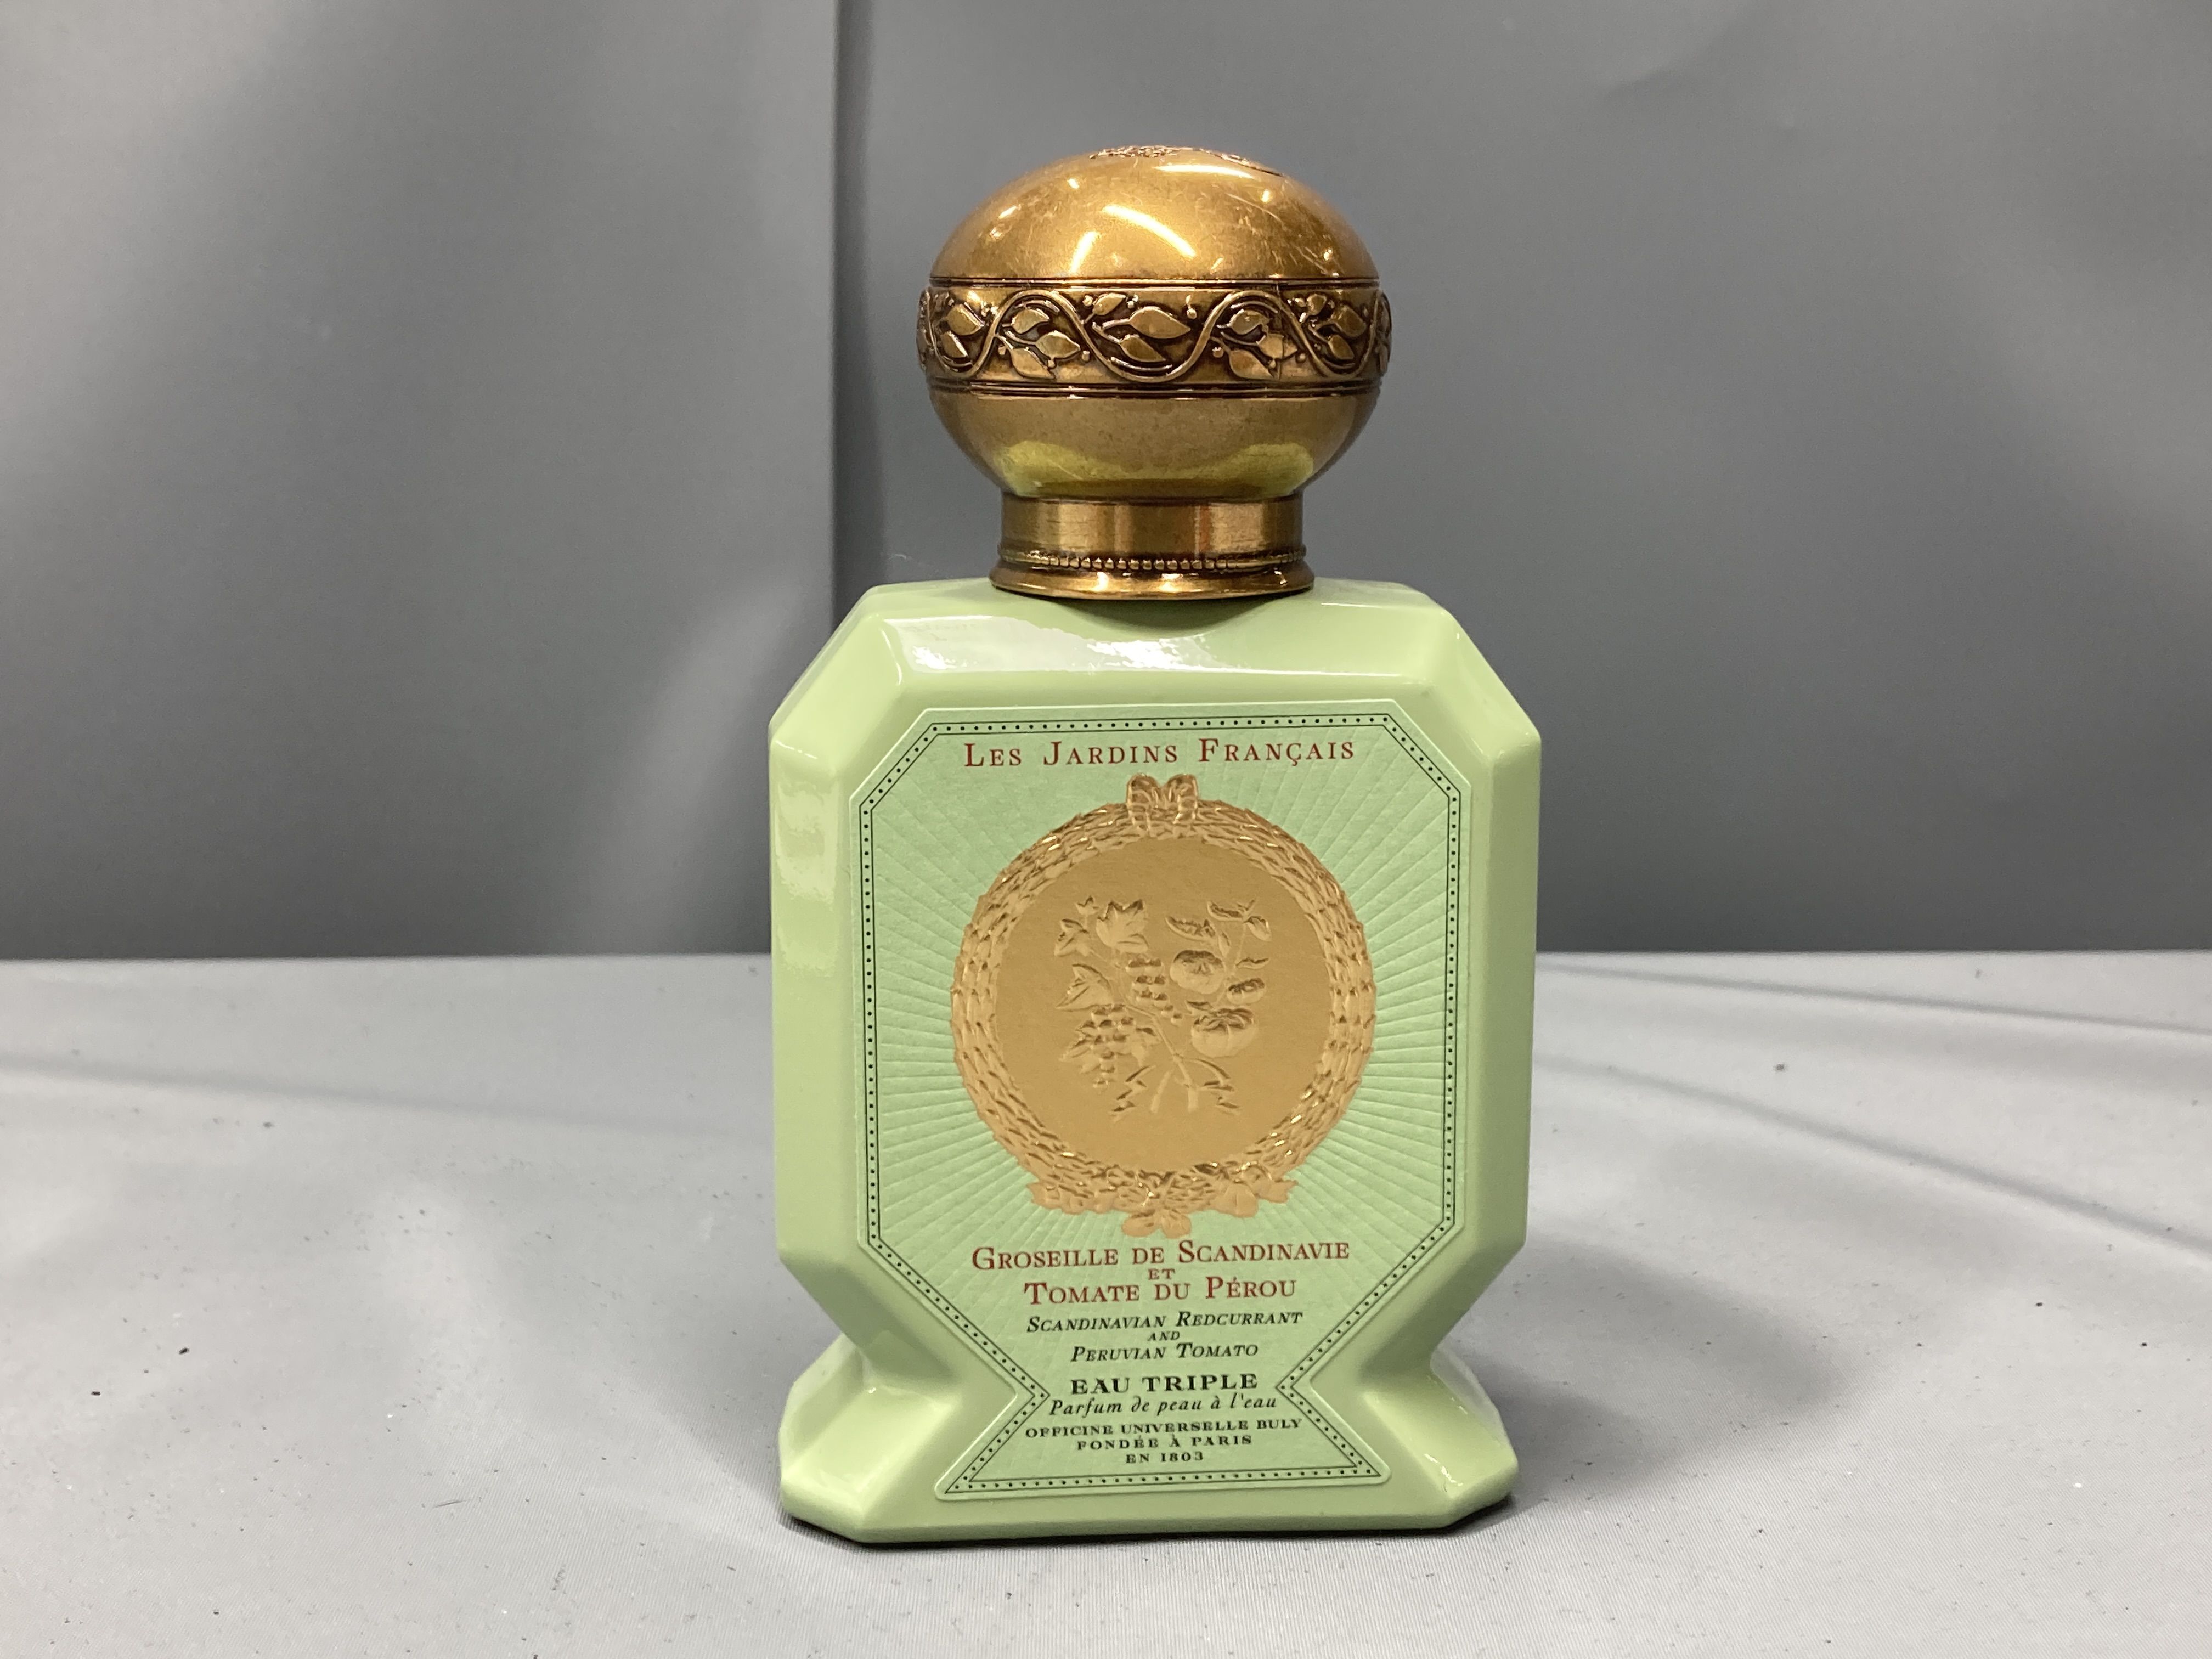 Les Jardins Français
Groseille de Scandinavie
et
Tomate du Pérou
Scandinavian Redcurrant
and
Peruvian Tomato
EAU TRIPLE
Parfum de peau à l'eau
OFFICINE UNIVERSELLE BULY
FONDÉE À PARIS
EN 1803